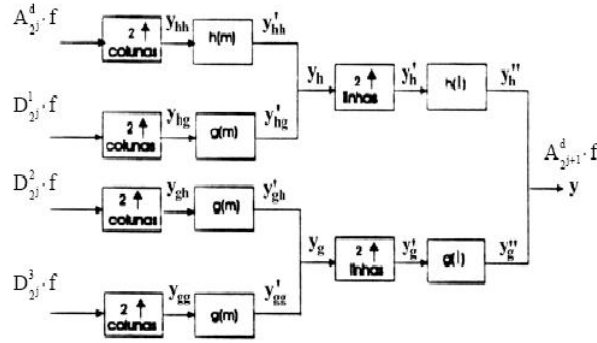 A^d_{2^j} · f
2 ↑
colunas
y_hh
h(m)
y'_hh
D^1_{2^j} · f
2 ↑
colunas
y_hg
g(m)
y'_hg
y_h
2 ↑
linhas
y'_h
h(l)
y''_h
D^2_{2^j} · f
2 ↑
colunas
y_gh
g(m)
y'_gh
D^3_{2^j} · f
2 ↑
colunas
y_gg
g(m)
y'_gg
y_g
2 ↑
linhas
y'_g
g(l)
y''_g
A^d_{2^{j+1}} · f
y